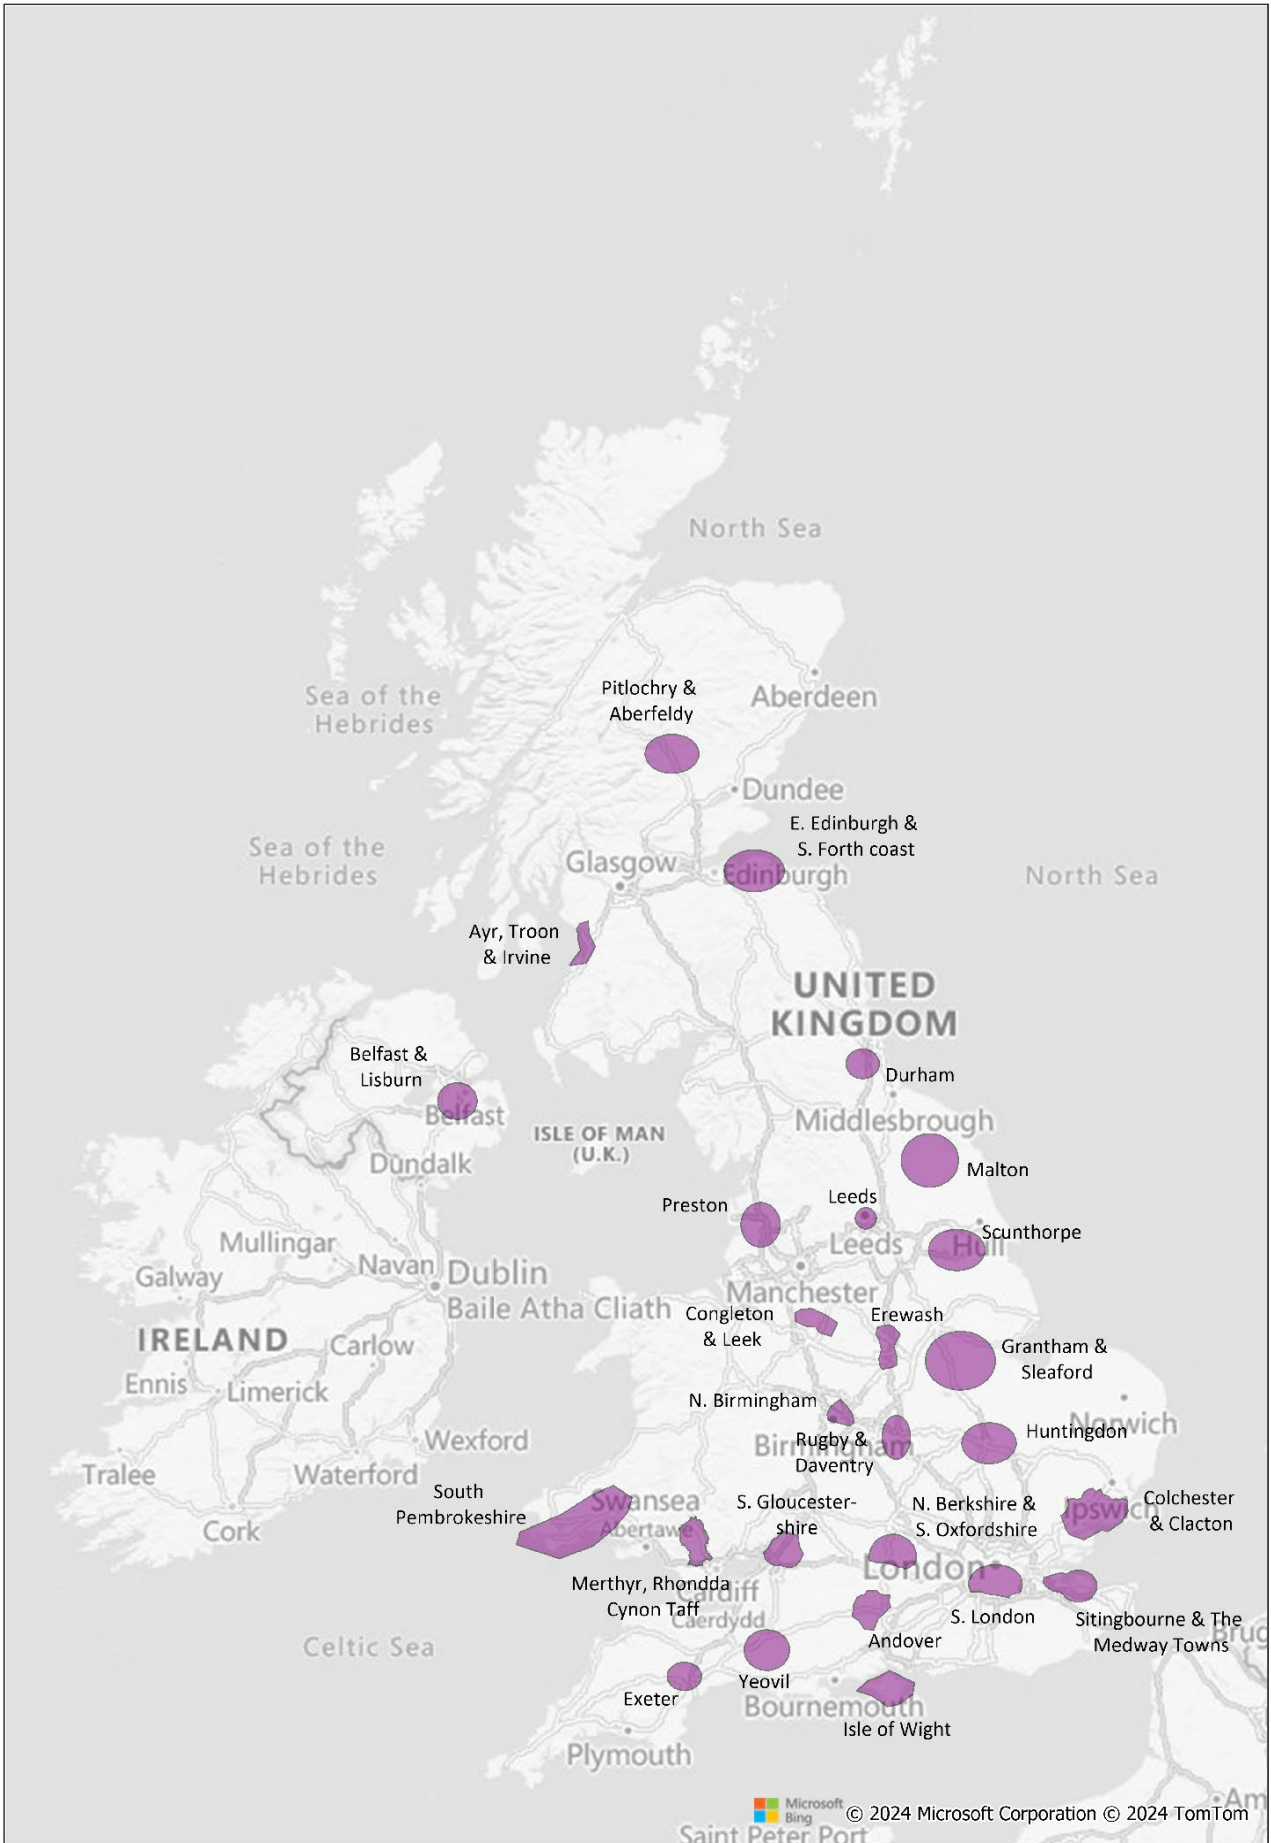 North Sea
Pitlochry &
Aberfeldy
Sea of the
Hebrides
Aberdeen
Dundee
E. Edinburgh &
S. Forth coast
Sea of the
Hebrides
Glasgow
Edinburgh
North Sea
Ayr, Troon
& Irvine
UNITED
KINGDOM
Belfast &
Lisburn
Belfast
Durham
Middlesbrough
ISLE OF MAN
(U.K.)
Dundalk
Malton
Preston
Leeds
Leeds
Scunthorpe
Hull
Mullingar
Navan
Galway
Dublin
Baile Atha Cliath
Manchester
Congleton
& Leek
Erewash
IRELAND
Carlow
Grantham &
Sleaford
Ennis
Limerick
N. Birmingham
Norwich
Huntingdon
Wexford
Birmingham
Rugby &
Daventry
Tralee
Waterford
South
Pembrokeshire
Swansea
Abertawe
S. Gloucester-
shire
N. Berkshire &
S. Oxfordshire
Ipswich
Colchester
& Clacton
Cork
London
Merthyr, Rhondda
Cynon Taff
Cardiff
Caerdydd
S. London
Sitingbourne & The
Medway Towns
Brug
Celtic Sea
Andover
Yeovil
Exeter
Bournemouth
Isle of Wight
Plymouth
Microsoft
Bing
© 2024 Microsoft Corporation © 2024 TomTom
Am
Saint Peter Port